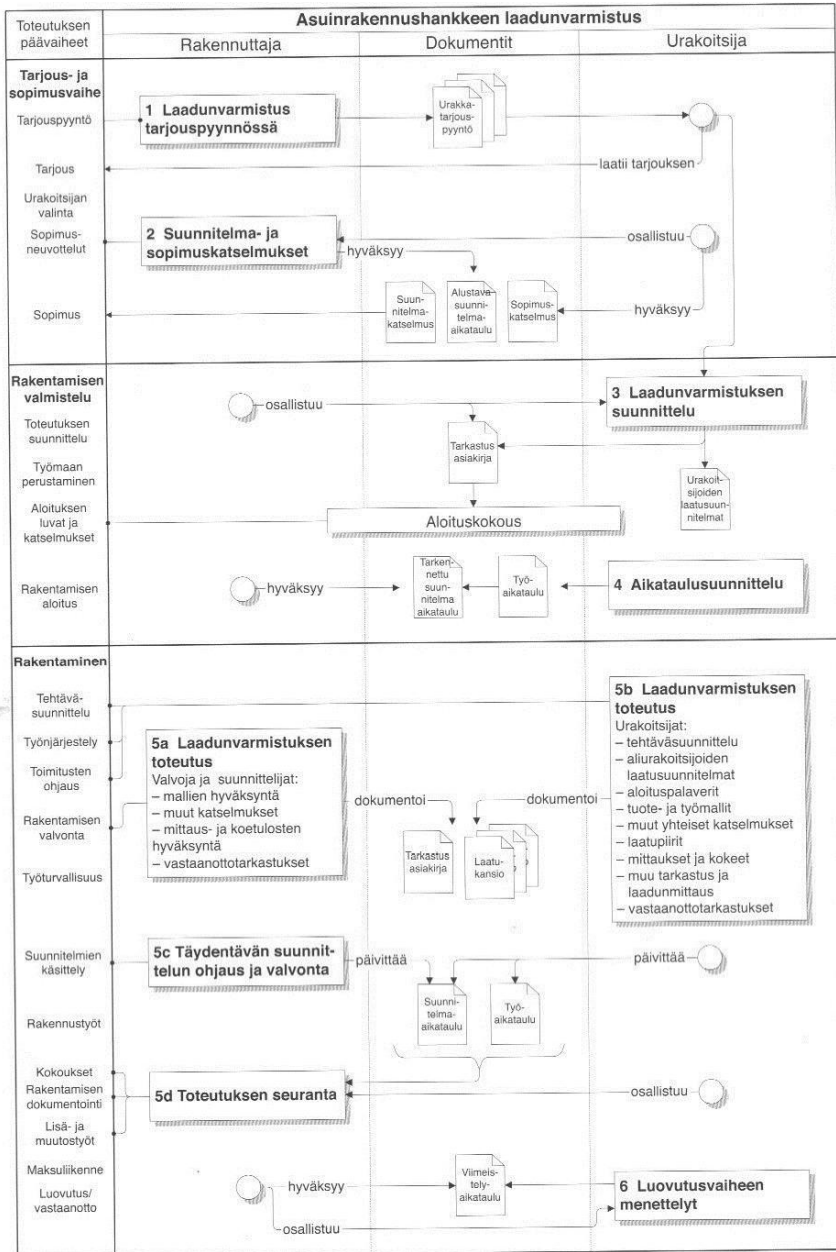 Toteutuksen
päävaiheet
Asuinrakennushankkeen laadunvarmistus
Rakennuttaja
Dokumentit
Urakoitsija
Tarjous- ja
sopimusvaihe
Tarjouspyyntö
1 Laadunvarmistus
tarjouspyynnössä
Urakka-
tarjous-
pyyntö
Tarjous
laatii tarjouksen
Urakoitsijan
valinta
Sopimus-
neuvottelut
2 Suunnitelma- ja
sopimuskatselmukset
osallistuu
hyväksyy
Suun-
nitelma-
katselmus
Alustava
suunni-
telma-
aikataulu
Sopimus-
katselmus
hyväksyy
Sopimus
Rakentamisen
valmistelu
osallistuu
3 Laadunvarmistuksen
suunnittelu
Toteutuksen
suunnittelu
Tarkastus
asiakirja
Työmaan
perustaminen
Urakoit-
sijoiden
laatusuun-
nitelmat
Aloituksen
luvat ja
katselmukset
Aloituskokous
Rakentamisen
aloitus
hyväksyy
Tarken-
nettu
suun-
nitelma
aikataulu
Työ-
aikataulu
4 Aikataulusuunnittelu
Rakentaminen
Tehtävä-
suunnittelu
Työnjärjestely
Toimitusten
ohjaus
Rakentamisen
valvonta
Työturvallisuus
5a Laadunvarmistuksen
toteutus
Valvoja ja suunnittelijat:
– mallien hyväksyntä
– muut katselmukset
– mittaus- ja koetulosten
hyväksyntä
– vastaanottotarkastukset
dokumentoi
dokumentoi
Tarkastus
asiakirja
Laatu-
kansio
5b Laadunvarmistuksen
toteutus
Urakoitsijat:
– tehtäväsuunnittelu
– aliurakoitsijoiden
laatusuunnitelmat
– aloituspalaverit
– tuote- ja työmallit
– muut yhteiset katselmukset
– laatupiirit
– mittaukset ja kokeet
– muu tarkastus ja
laadunmittaus
– vastaanottotarkastukset
Suunnitelmien
käsittely
5c Täydentävän suunnit-
telun ohjaus ja valvonta
päivittää
päivittää
Suunni-
telma-
aikataulu
Työ-
aikataulu
Rakennustyöt
Kokoukset
Rakentamisen
dokumentointi
Lisä- ja
muutostyöt
5d Toteutuksen seuranta
osallistuu
Maksuliikenne
Luovutus/
vastaanotto
hyväksyy
osallistuu
Viimeis-
tely-
aikataulu
6 Luovutusvaiheen
menettelyt